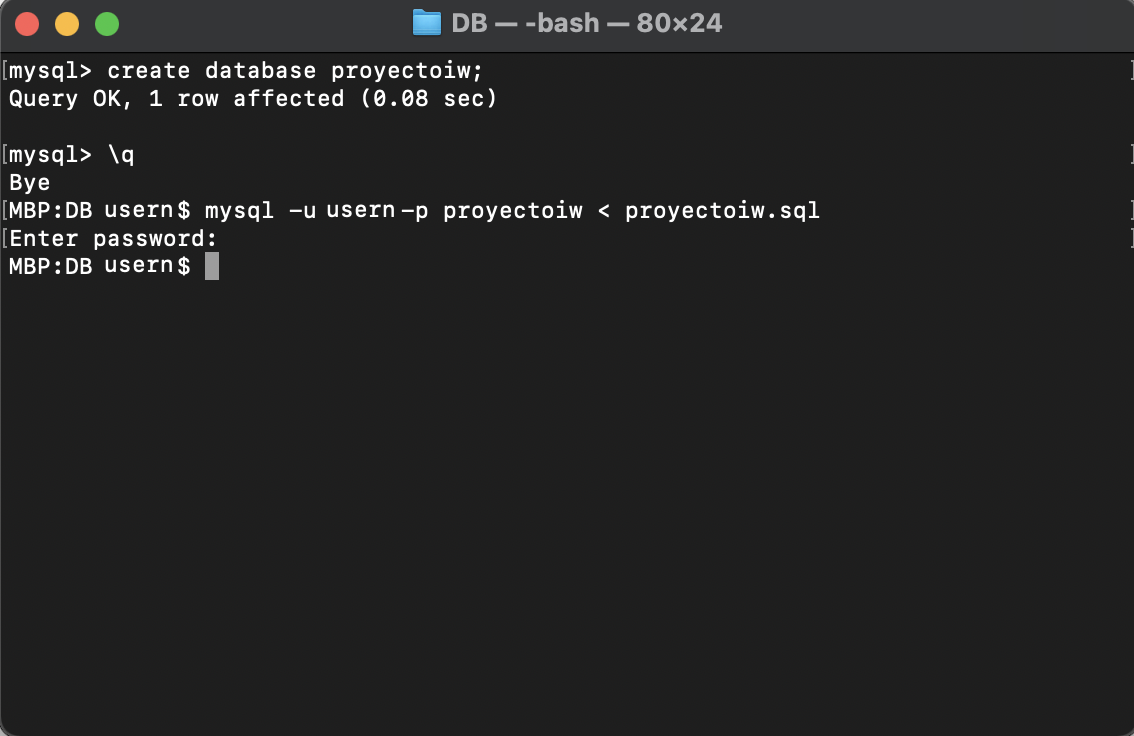 DB — -bash — 80×24
[mysql> create database proyectoiw; ]
Query OK, 1 row affected (0.08 sec)
[mysql> \q ]
Bye
[MBP:DB usern$ mysql -u usern -p proyectoiw < proyectoiw.sql ]
[Enter password: ]
MBP:DB usern$